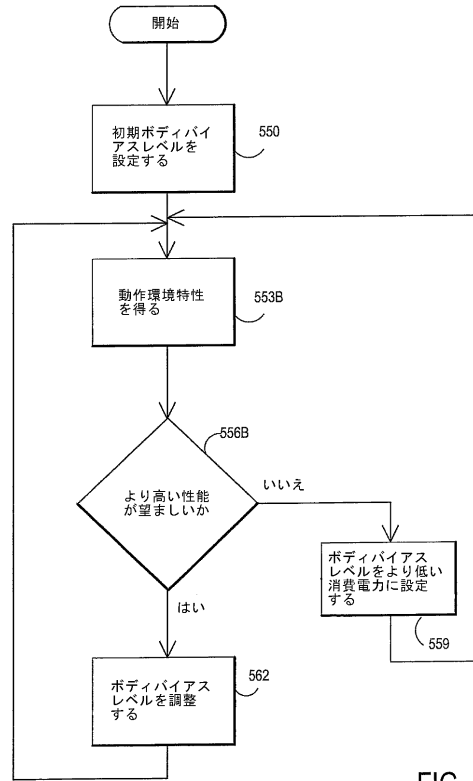 開始
初期ボディバイ
アスレベルを
設定する
550
動作環境特性
を得る
553B
556B
より高い性能
が望ましいか
いいえ
はい
ボディバイアス
レベルをより低い
消費電力に設定
する
559
ボディバイアス
レベルを調整
する
562
FIG